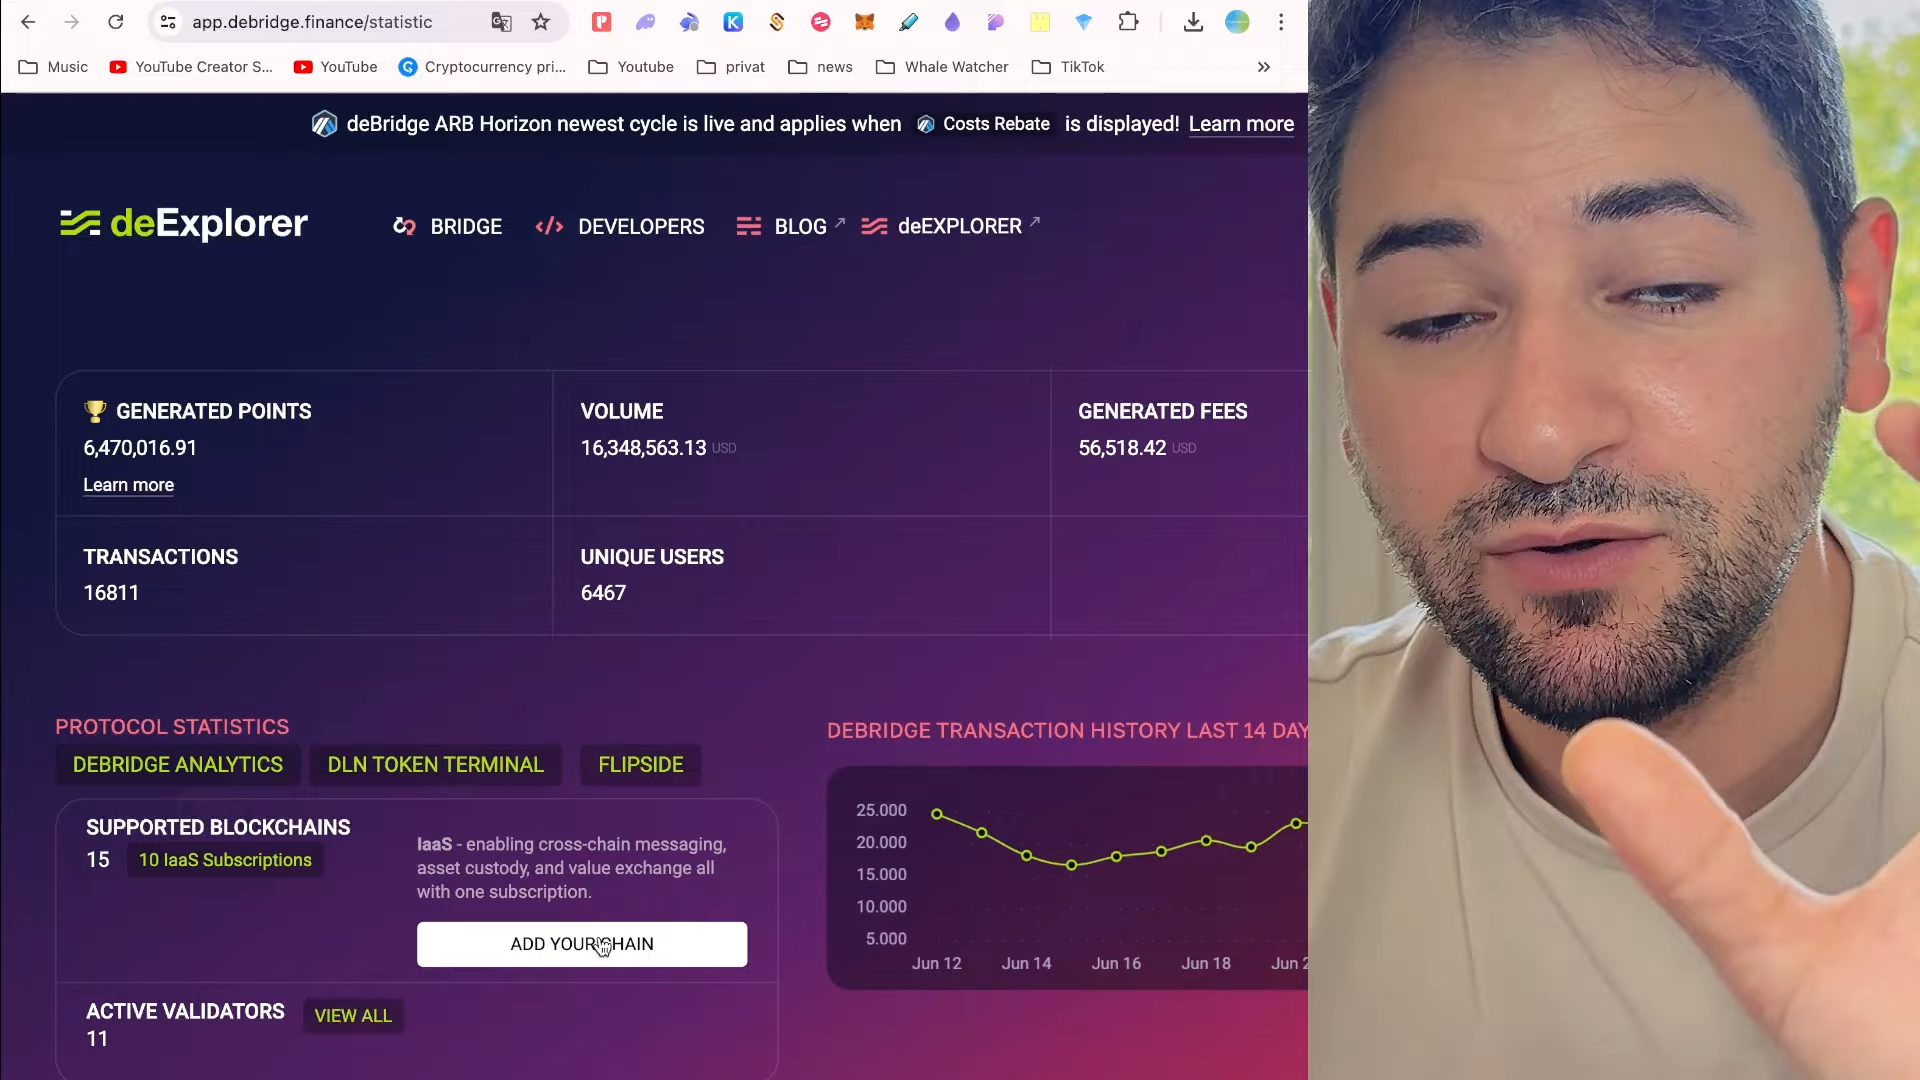 app.debridge.finance/statistic
Music
YouTube Creator S...
YouTube
Cryptocurrency pri...
Youtube
privat
news
Whale Watcher
TikTok
deBridge ARB Horizon newest cycle is live and applies when Costs Rebate is displayed! Learn more
deExplorer
BRIDGE
DEVELOPERS
BLOG
deEXPLORER
GENERATED POINTS
6,470,016.91
Learn more
VOLUME
16,348,563.13 USD
GENERATED FEES
56,518.42 USD
TRANSACTIONS
16811
UNIQUE USERS
6467
PROTOCOL STATISTICS
DEBRIDGE ANALYTICS
DLN TOKEN TERMINAL
FLIPSIDE
SUPPORTED BLOCKCHAINS
15
10 IaaS Subscriptions
IaaS - enabling cross-chain messaging,
asset custody, and value exchange all
with one subscription.
ADD YOUR CHAIN
ACTIVE VALIDATORS
VIEW ALL
11
DEBRIDGE TRANSACTION HISTORY LAST 14 DAY
25.000
20.000
15.000
10.000
5.000
Jun 12
Jun 14
Jun 16
Jun 18
Jun 2